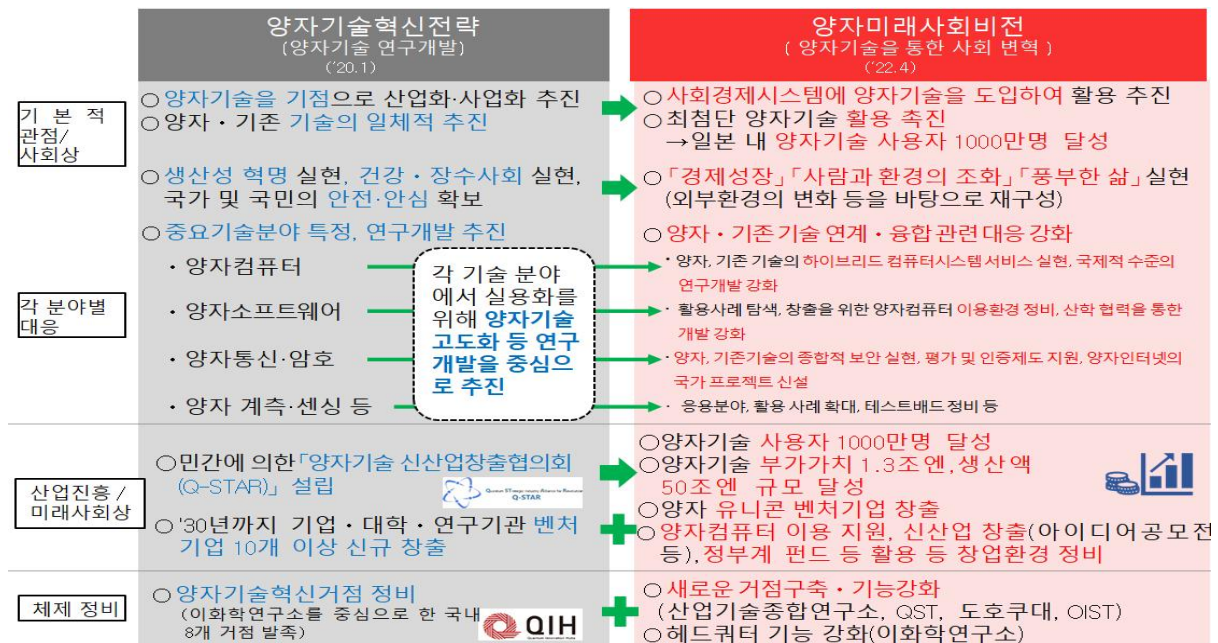 양자기술혁신전략
(양자기술 연구개발)
('20.1)
양자미래사회비전
( 양자기술을 통한 사회 변혁 )
('22.4)
기 본 적
관점/
사회상
○ 양자기술을 기점으로 산업화·사업화 추진
○ 양자・기존 기술의 일체적 추진
○ 생산성 혁명 실현, 건강・장수사회 실현,
국가 및 국민의 안전·안심 확보
○ 사회경제시스템에 양자기술을 도입하여 활용 추진
○ 최첨단 양자기술 활용 촉진
→일본 내 양자기술 사용자 1000만명 달성
○「경제성장」「사람과 환경의 조화」「풍부한 삶」실현
(외부환경의 변화 등을 바탕으로 재구성)
각 분야별
대응
○ 중요기술분야 특정, 연구개발 추진
・양자컴퓨터
・양자소프트웨어
・양자통신・암호
・양자 계측·센싱 등
각 기술 분야
에서 실용화를
위해 양자기술
고도화 등 연구
개발을 중심으
로 추진
○ 양자・기존 기술 연계・융합 관련 대응 강화
・양자, 기존 기술의 하이브리드 컴퓨터시스템 서비스 실현, 국제적 수준의
연구개발 강화
・활용사례 탐색, 창출을 위한 양자컴퓨터 이용환경 정비, 산학 협력을 통한
개발 강화
・양자, 기존기술의 종합적 보안 실현, 평가 및 인증제도 지원, 양자인터넷의
국가 프로젝트 신설
・응용분야, 활용 사례 확대, 테스트배드 정비 등
산업진흥 /
미래사회상
○민간에 의한「양자기술 신산업창출협의회
(Q-STAR)」 설립
Q-STAR
○ '30년까지 기업・대학・연구기관 벤처
기업 10개 이상 신규 창출
○양자기술 사용자 1000만명 달성
○양자기술 부가가치 1.3조엔,생산액
50조엔 규모 달성
○양자 유니콘 벤처기업 창출
○양자컴퓨터 이용 지원, 신산업 창출(아이디어공모전
등),정부계 펀드 등 활용 등 창업환경 정비
체제 정비
○ 양자기술혁신거점 정비
(이화학연구소를 중심으로 한 국내
8개 거점 발족)
QIH
○ 새로운 거점구축・기능강화
(산업기술종합연구소, QST, 도호쿠대, OIST)
○ 헤드쿼터 기능 강화(이화학연구소)